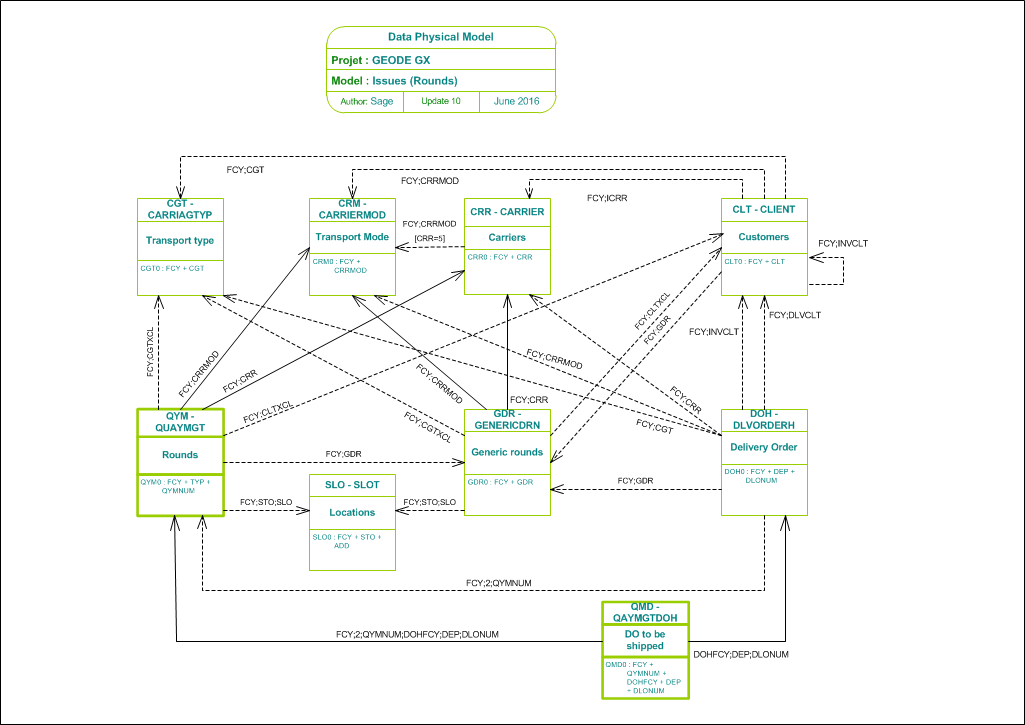 Data Physical Model
Projet : GEODE GX
Model : Issues (Rounds)
Author: Sage
Update 10
June 2016
FCY;CGT
FCY;CRRMOD
FCY;ICRR
CGT -
CARRIAGTYP
Transport type
CGT0 : FCY + CGT
CRM -
CARRIERMOD
Transport Mode
CRM0 : FCY +
CRRMOD
FCY;CRRMOD
[CRR=5]
CRR - CARRIER
Carriers
CRR0 : FCY + CRR
CLT - CLIENT
Customers
CLT0 : FCY + CLT
FCY;INVCLT
FCY;CGTXCL
FCY;CRRMOD
FCY;CRR
FCY;CLTXCL
FCY;CRRMOD
FCY;CGTXCL
FCY;CRR
FCY;CRRMOD
FCY;CLTXCL
FCY;GDR
FCY;CRR
FCY;CGT
FCY;INVCLT
FCY;DLVCLT
QYM -
QUAYMGT
Rounds
QYM0 : FCY + TYP +
QYMNUM
FCY;GDR
FCY;STO;SLO
SLO - SLOT
Locations
SLO0 : FCY + STO +
ADD
FCY;STO;SLO
GDR -
GENERICDRN
Generic rounds
GDR0 : FCY + GDR
FCY;GDR
DOH -
DLVORDERH
Delivery Order
DOH0 : FCY + DEP +
DLONUM
FCY;2;QYMNUM
FCY;2;QYMNUM;DOHFCY;DEP;DLONUM
QMD -
QAYMGTDOH
DO to be
shipped
QMD0 : FCY +
QYMNUM +
DOHFCY + DEP
+ DLONUM
DOHFCY;DEP;DLONUM